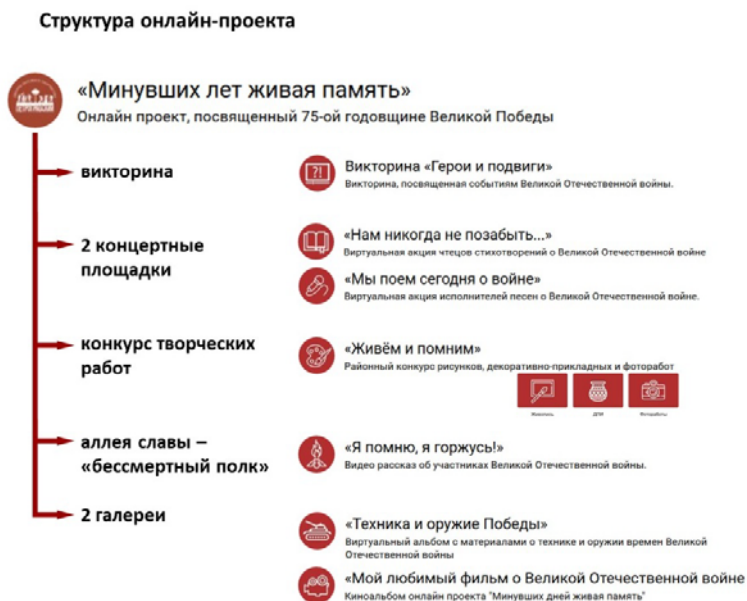 Структура онлайн-проекта
«Минувших лет живая память»
Онлайн проект, посвященный 75-ой годовщине Великой Победы
викторина
Викторина «Герои и подвиги»
Викторина, посвященная событиям Великой Отечественной войны.
2 концертные
площадки
«Нам никогда не позабыть...»
Виртуальная акция чтецов стихотворений о Великой Отечественной войне
«Мы поем сегодня о войне»
Виртуальная акция исполнителей песен о Великой Отечественной войне.
конкурс творческих
работ
«Живём и помним»
Районный конкурс рисунков, декоративно-прикладных и фоторабот
Живопись
ДПИ
Фотоработы
аллея славы –
«бессмертный полк»
«Я помню, я горжусь!»
Видео рассказ об участниках Великой Отечественной войны.
2 галереи
«Техника и оружие Победы»
Виртуальный альбом с материалами о технике и оружии времен Великой
Отечественной войны
«Мой любимый фильм о Великой Отечественной войне
Киноальбом онлайн проекта "Минувших дней живая память"